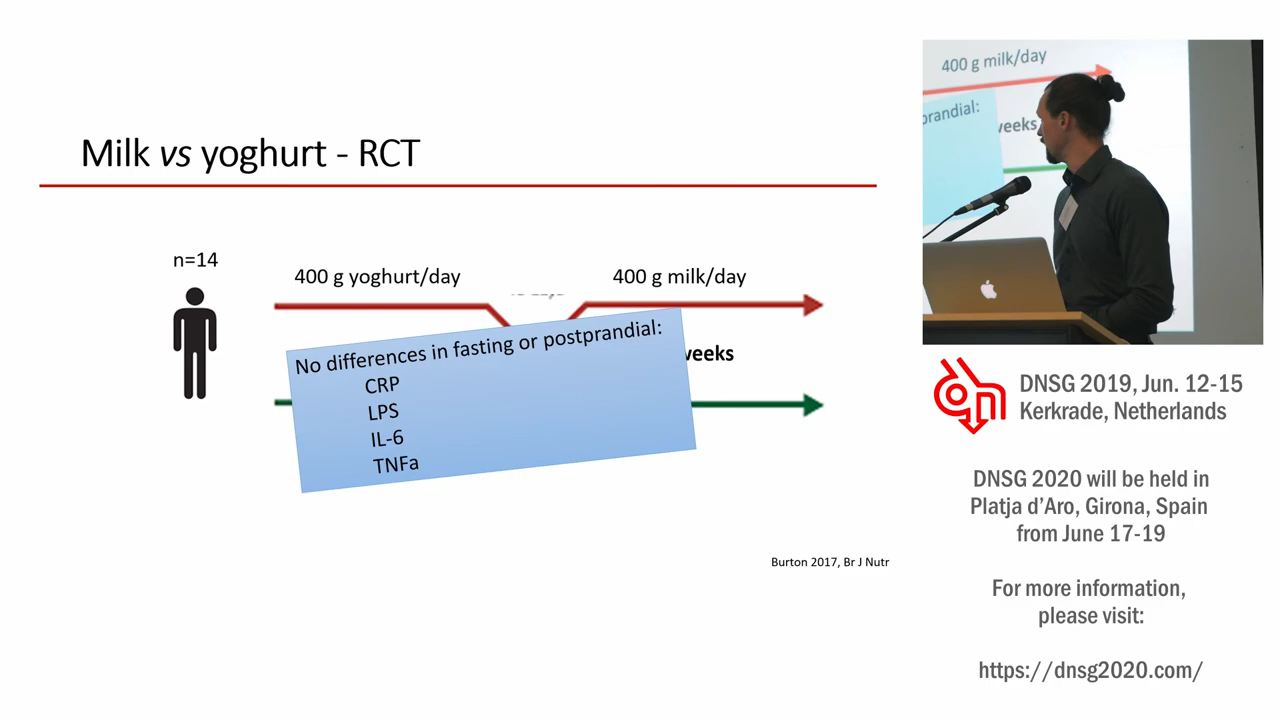 Milk vs yoghurt - RCT
n=14
400 g yoghurt/day
400 g milk/day
No differences in fasting or postprandial:
CRP
LPS
IL-6
TNFa
weeks
Burton 2017, Br J Nutr
400 g milk/day
prandial:
weeks
DNSG 2019, Jun. 12-15
Kerkrade, Netherlands
DNSG 2020 will be held in
Platja d'Aro, Girona, Spain
from June 17-19
For more information,
please visit:
https://dnsg2020.com/